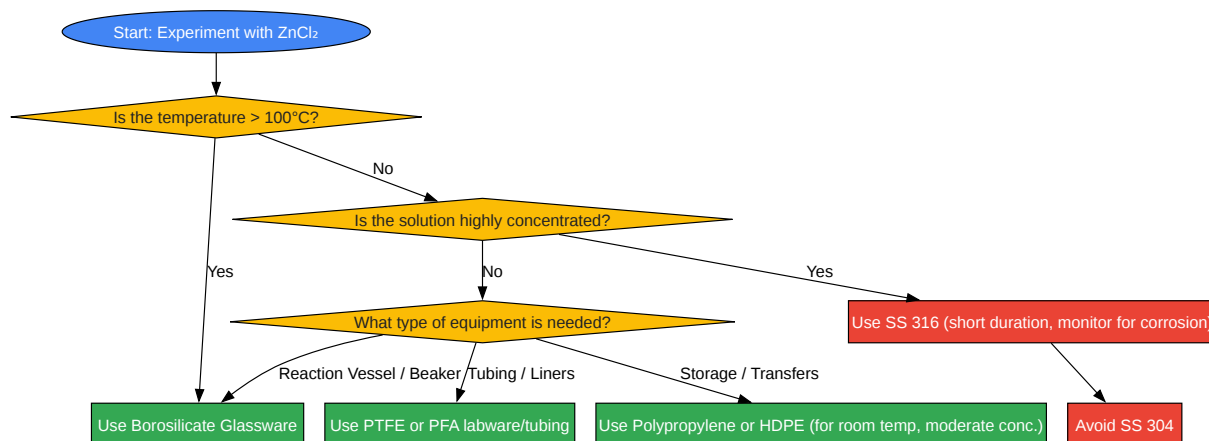 Start: Experiment with ZnCl₂
Is the temperature > 100°C?
No
Is the solution highly concentrated?
Yes
No
Yes
What type of equipment is needed?
Use SS 316 (short duration, monitor for corrosion)
Reaction Vessel / Beaker
Tubing / Liners
Storage / Transfers
Use Borosilicate Glassware
Use PTFE or PFA labware/tubing
Use Polypropylene or HDPE (for room temp, moderate conc.)
Avoid SS 304